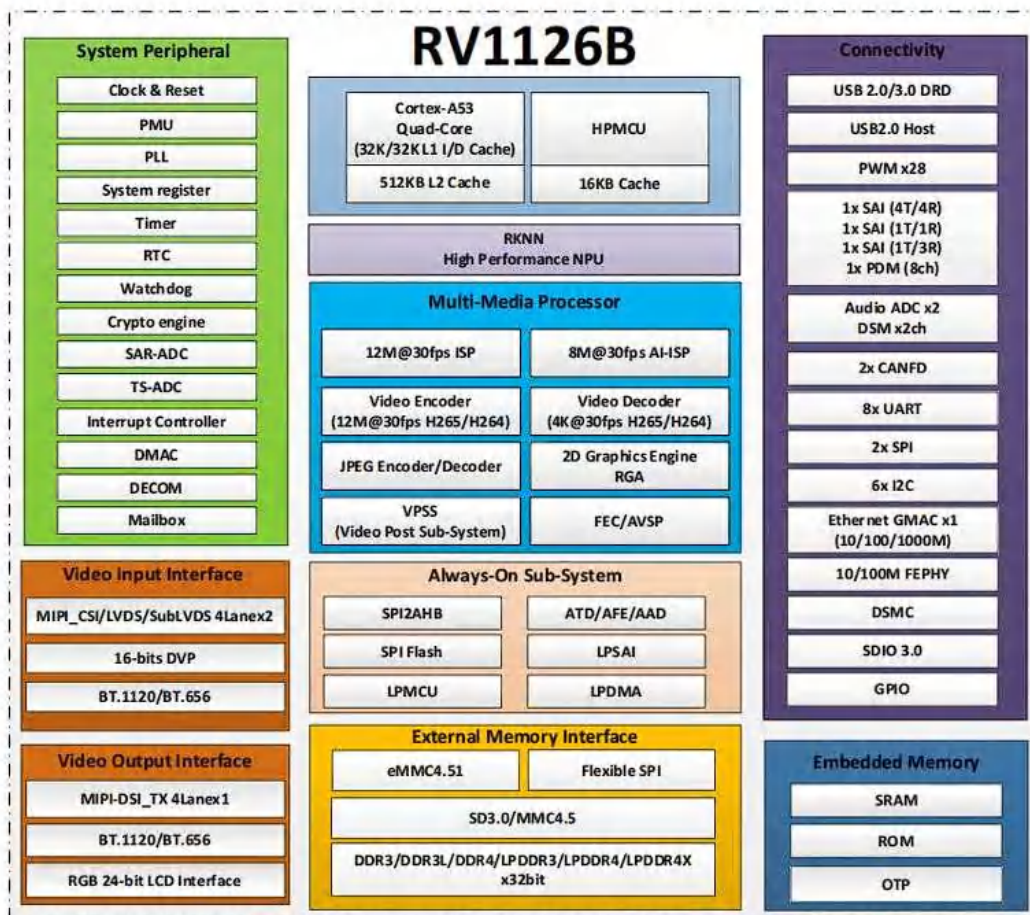 RV1126B
System Peripheral
Clock & Reset
PMU
PLL
System register
Timer
RTC
Watchdog
Crypto engine
SAR-ADC
TS-ADC
Interrupt Controller
DMAC
DECOM
Mailbox
Video Input Interface
MIPI_CSI/LVDS/SubLVDS 4Lanex2
16-bits DVP
BT.1120/BT.656
Video Output Interface
MIPI-DSI_TX 4Lanex1
BT.1120/BT.656
RGB 24-bit LCD Interface
Cortex-A53
Quad-Core
(32K/32KL1 I/D Cache)
512KB L2 Cache
HPMCU
16KB Cache
RKNN
High Performance NPU
Multi-Media Processor
12M@30fps ISP
8M@30fps AI-ISP
Video Encoder
(12M@30fps H265/H264)
Video Decoder
(4K@30fps H265/H264)
JPEG Encoder/Decoder
2D Graphics Engine
RGA
VPSS
(Video Post Sub-System)
FEC/AVSP
Always-On Sub-System
SPI2AHB
ATD/AFE/AAD
SPI Flash
LPSAI
LPMCU
LPDMA
External Memory Interface
eMMC4.51
Flexible SPI
SD3.0/MMC4.5
DDR3/DDR3L/DDR4/LPDDR3/LPDDR4/LPDDR4X
x32bit
Connectivity
USB 2.0/3.0 DRD
USB2.0 Host
PWM x28
1x SAI (4T/4R)
1x SAI (1T/1R)
1x SAI (1T/3R)
1x PDM (8ch)
Audio ADC x2
DSM x2ch
2x CANFD
8x UART
2x SPI
6x I2C
Ethernet GMAC x1
(10/100/1000M)
10/100M FEPHY
DSMC
SDIO 3.0
GPIO
Embedded Memory
SRAM
ROM
OTP